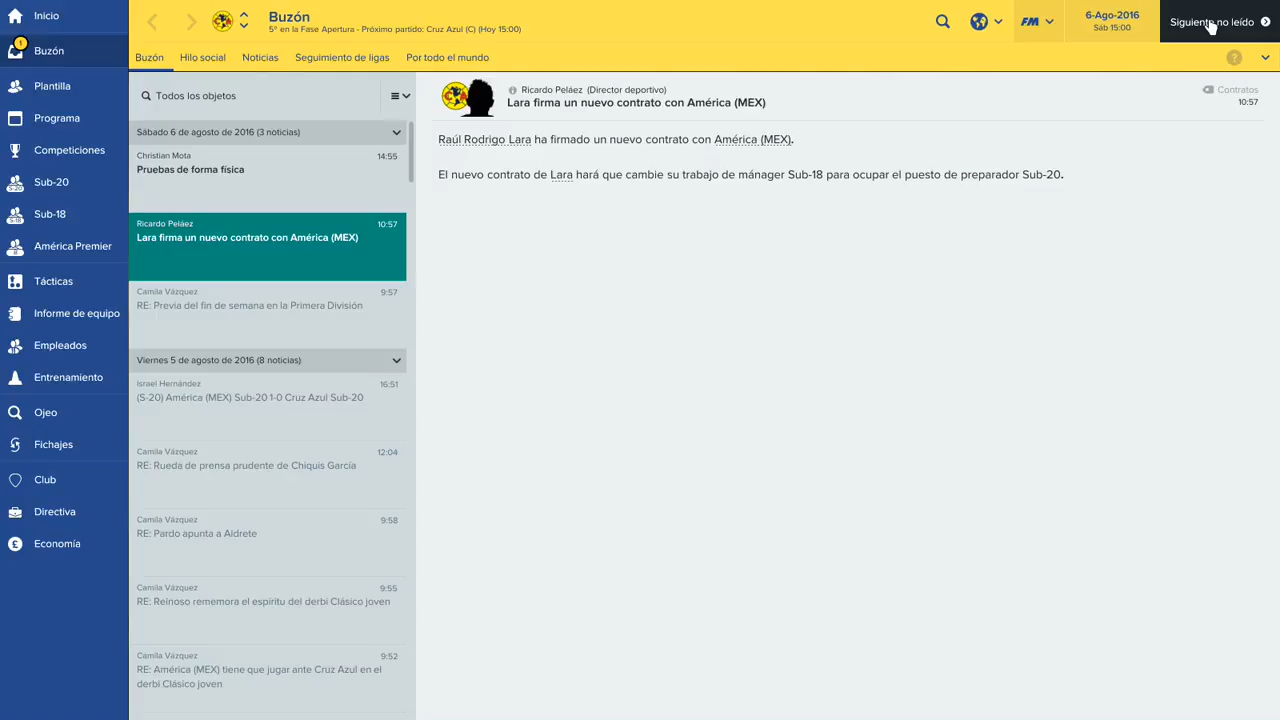 Inicio
1
Buzón
Plantilla
Programa
Competiciones
S-20
Sub-20
S-18
Sub-18
América Premier
Tácticas
Informe de equipo
Empleados
Entrenamiento
Ojeo
Fichajes
Club
Directiva
Economía
Buzón
5º en la Fase Apertura - Próximo partido: Cruz Azul (C) (Hoy 15:00)
FM
6-Ago-2016
Sáb 15:00
Siguiente no leído
Buzón Hilo social Noticias Seguimiento de ligas Por todo el mundo
?
Todos los objetos
Sábado 6 de agosto de 2016 (3 noticias)
Christian Mota 14:55
Pruebas de forma física
Ricardo Peláez 10:57
Lara firma un nuevo contrato con América (MEX)
Camila Vázquez 9:57
RE: Previa del fin de semana en la Primera División
Viernes 5 de agosto de 2016 (8 noticias)
Israel Hernández 16:51
(S-20) América (MEX) Sub-20 1-0 Cruz Azul Sub-20
Camila Vázquez 12:04
RE: Rueda de prensa prudente de Chiquis García
Camila Vázquez 9:58
RE: Pardo apunta a Aldrete
Camila Vázquez 9:55
RE: Reinoso rememora el espíritu del derbi Clásico joven
Camila Vázquez 9:52
RE: América (MEX) tiene que jugar ante Cruz Azul en el
derbi Clásico joven
Ricardo Peláez (Director deportivo)
Lara firma un nuevo contrato con América (MEX)
Contratos
10:57
Raúl Rodrigo Lara ha firmado un nuevo contrato con América (MEX).
El nuevo contrato de Lara hará que cambie su trabajo de mánager Sub-18 para ocupar el puesto de preparador Sub-20.